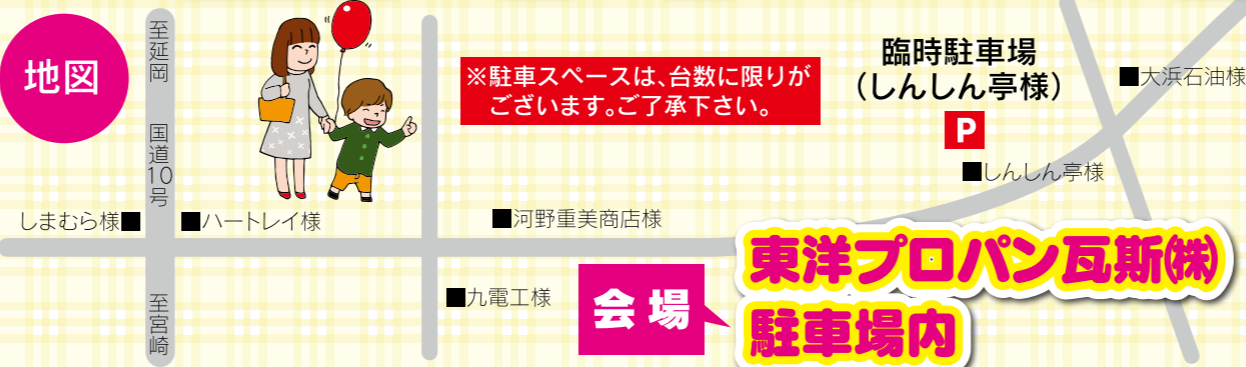 地図
至延岡
国道10号
至宮崎
しまむら様■
■ハートレイ様
※駐車スペースは、台数に限りが
ございます。ご了承下さい。
■河野重美商店様
■九電工様
臨時駐車場
(しんしん亭様)
P
■しんしん亭様
■大浜石油様
会場
東洋プロパン瓦斯㈱
駐車場内